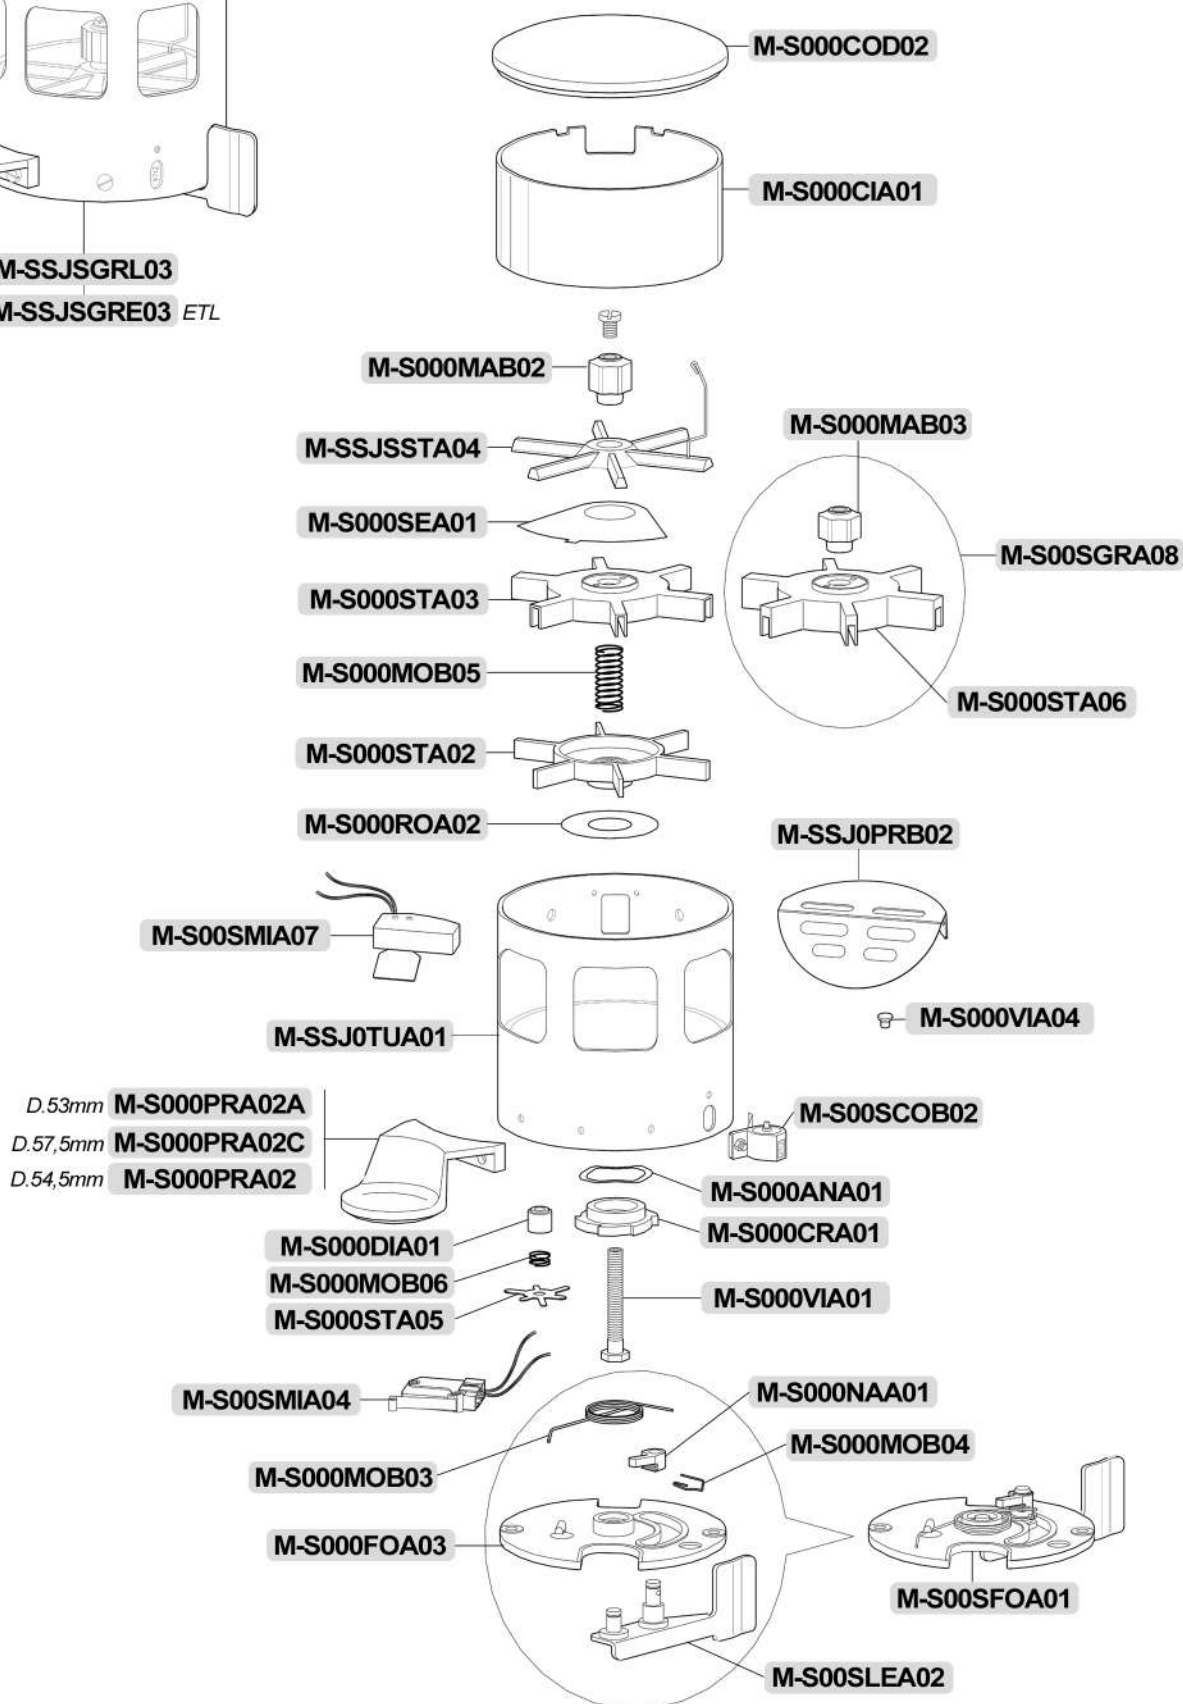 M-S000COD02
M-S000CIA01
M-SSJSGRL03
M-SSJSGRE03 ETL
M-S000MAB02
M-SSJSSTA04
M-S000MAB03
M-S000SEA01
M-S00SGRA08
M-S000STA03
M-S000MOB05
M-S000STA06
M-S000STA02
M-S000ROA02
M-SSJ0PRB02
M-S00SMIA07
M-S000VIA04
M-SSJ0TUA01
D.53mm M-S000PRA02A
M-S00SCOB02
D.57,5mm M-S000PRA02C
D.54,5mm M-S000PRA02
M-S000ANA01
M-S000CRA01
M-S000DIA01
M-S000MOB06
M-S000VIA01
M-S000STA05
M-S00SMIA04
M-S000NAA01
M-S000MOB04
M-S000MOB03
M-S000FOA03
M-S00SFOA01
M-S00SLEA02